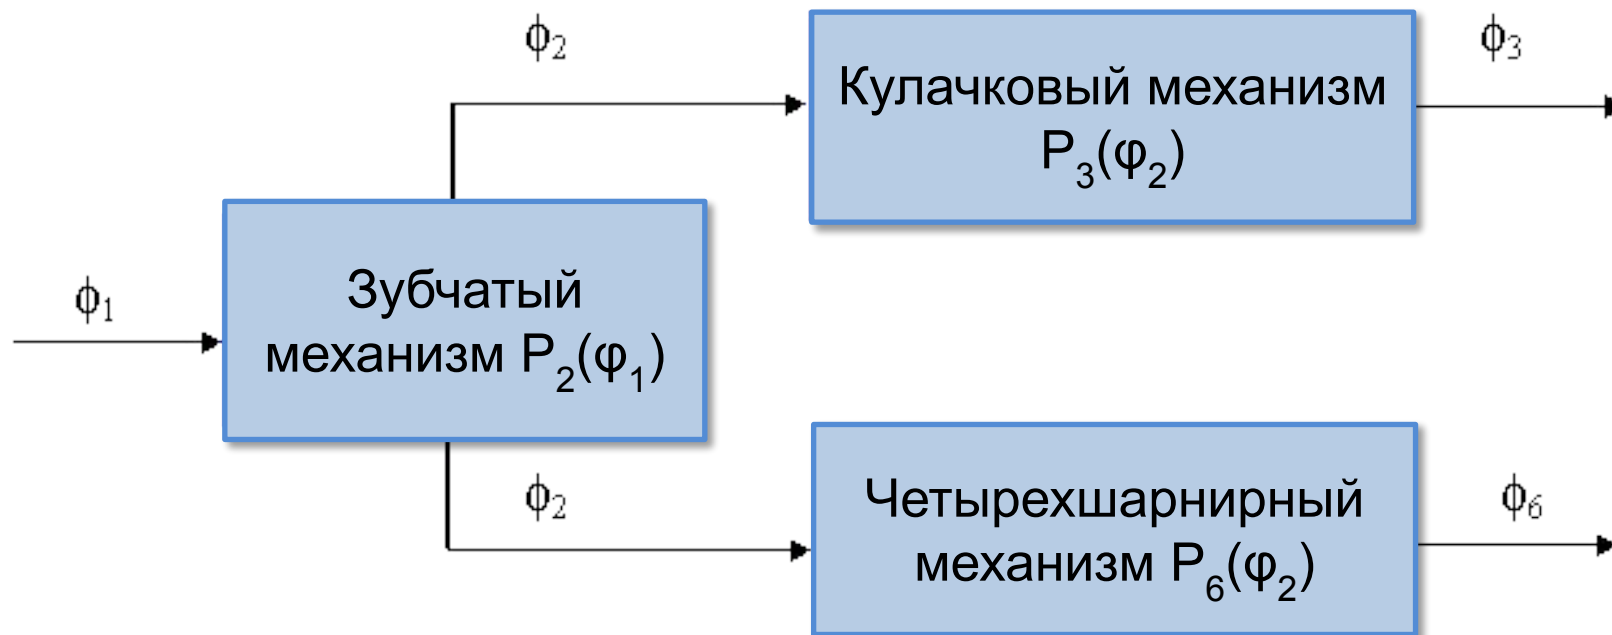 ϕ₂
ϕ₃
Кулачковый механизм
P₃(φ₂)
ϕ₁
Зубчатый
механизм P₂(φ₁)
ϕ₂
ϕ₆
Четырехшарнирный
механизм P₆(φ₂)